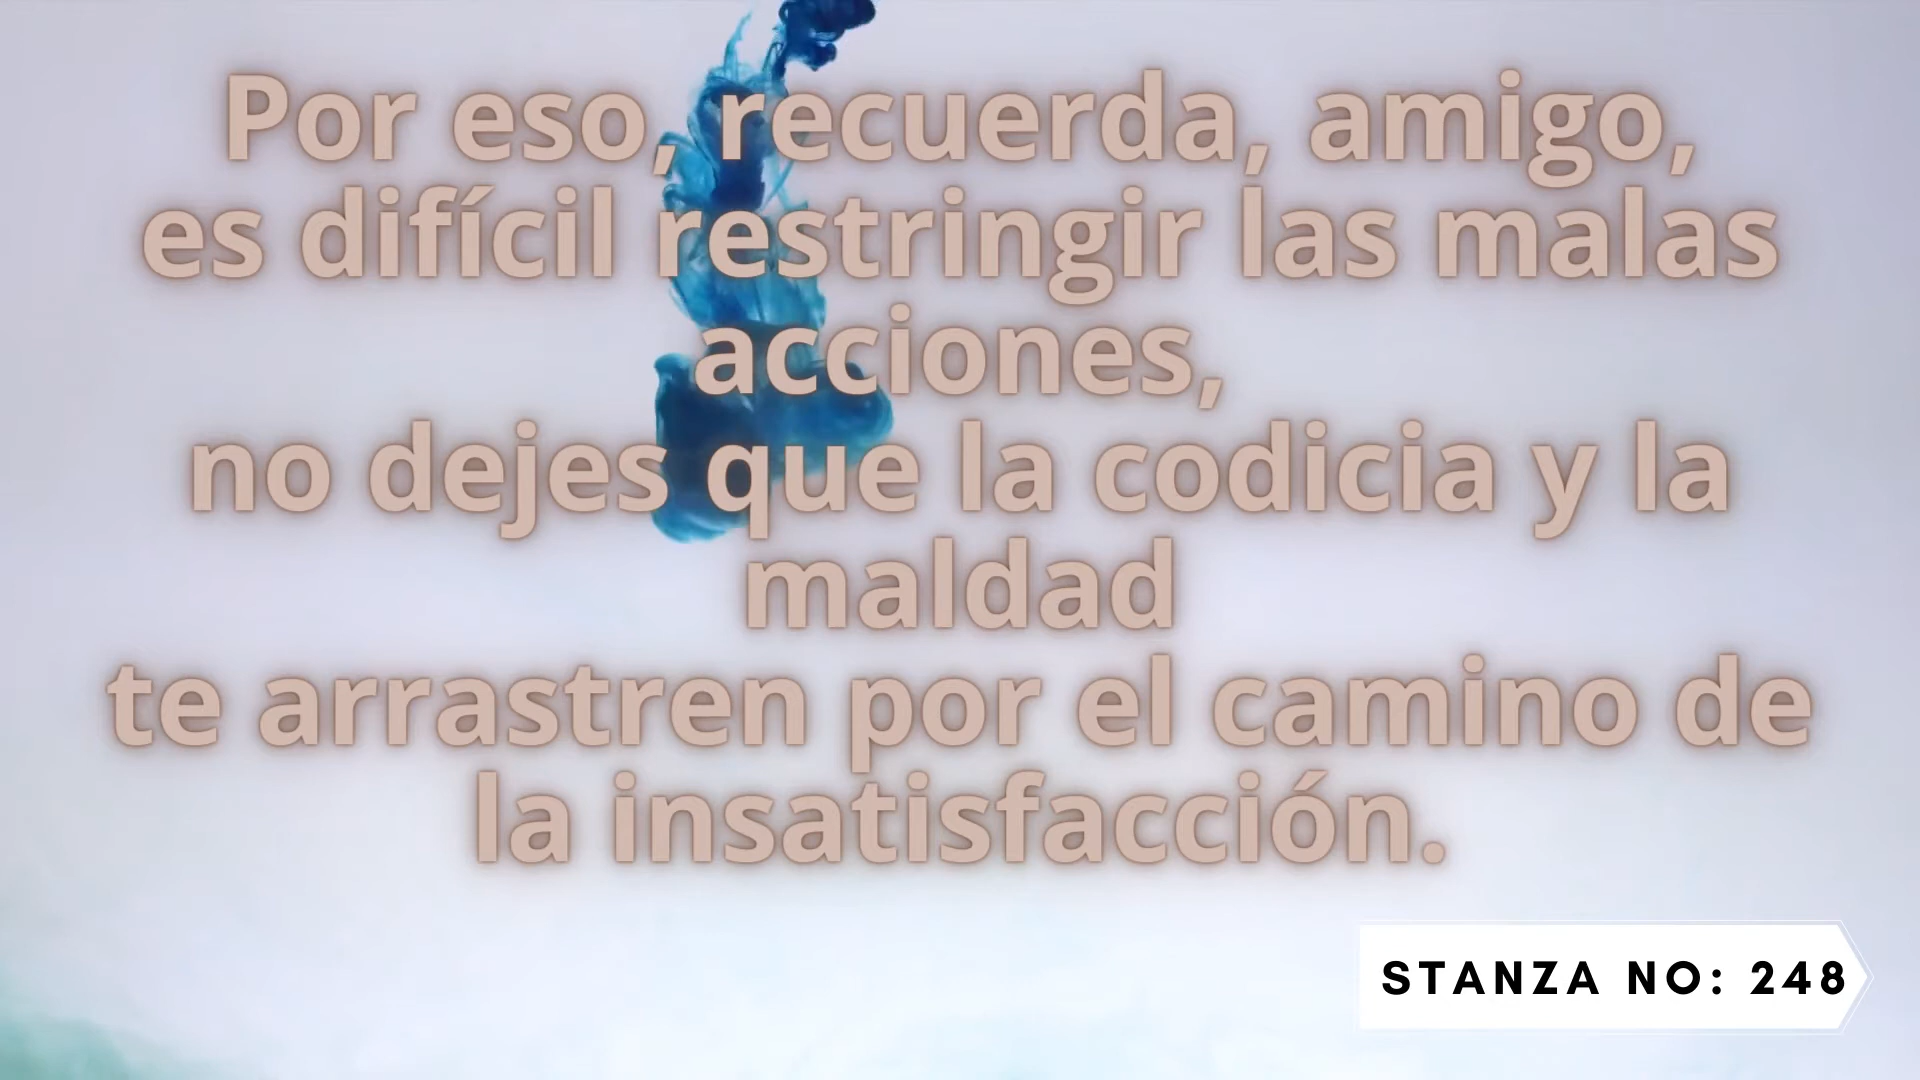 Por eso, recuerda, amigo,
es difícil restringir las malas
acciones,
no dejes que la codicia y la
maldad
te arrastren por el camino de
la insatisfacción.
STANZA NO: 248